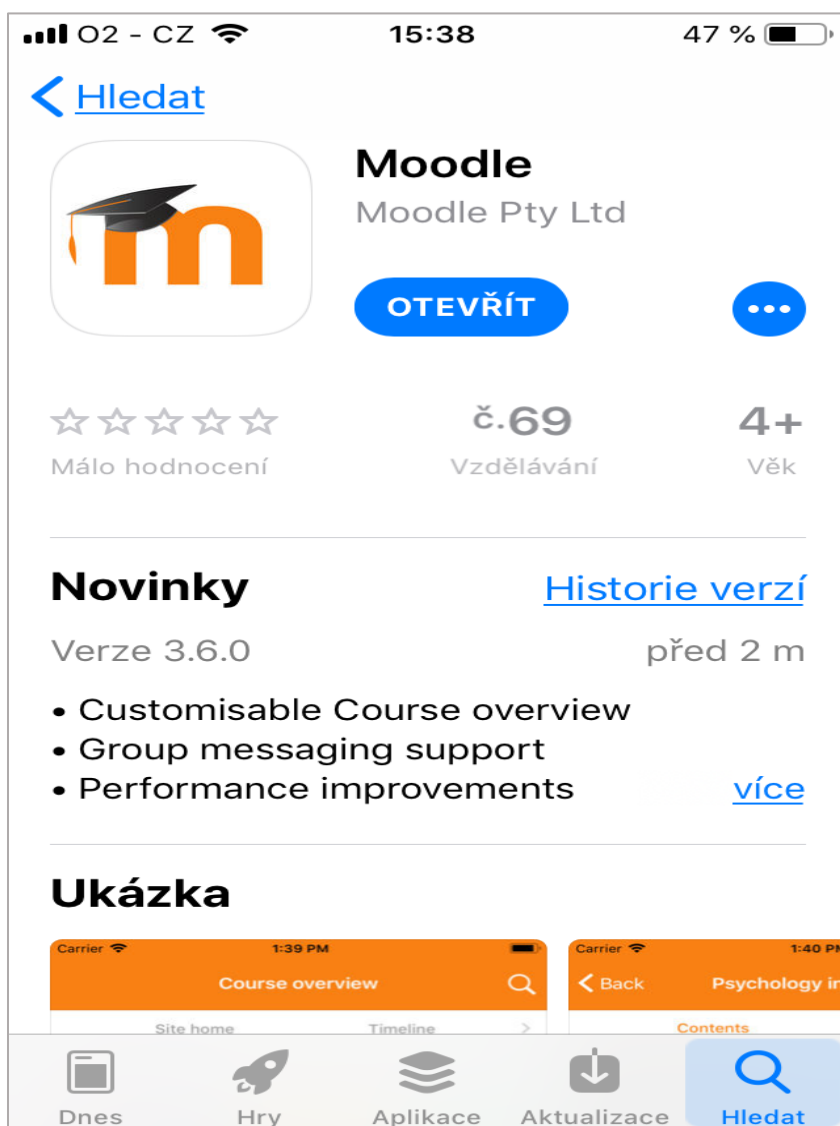 O2 - CZ 15:38 47 %
Hledat
m
Moodle
Moodle Pty Ltd
OTEVŘÍT
č.69 4+
Málo hodnocení Vzdělávání Věk
Novinky Historie verzí
Verze 3.6.0 před 2 m
• Customisable Course overview
• Group messaging support
• Performance improvements více
Ukázka
Carrier 1:39 PM Carrier 1:40 PM
Course overview Back Psychology in
Site home Timeline Contents
Dnes Hry Aplikace Aktualizace Hledat